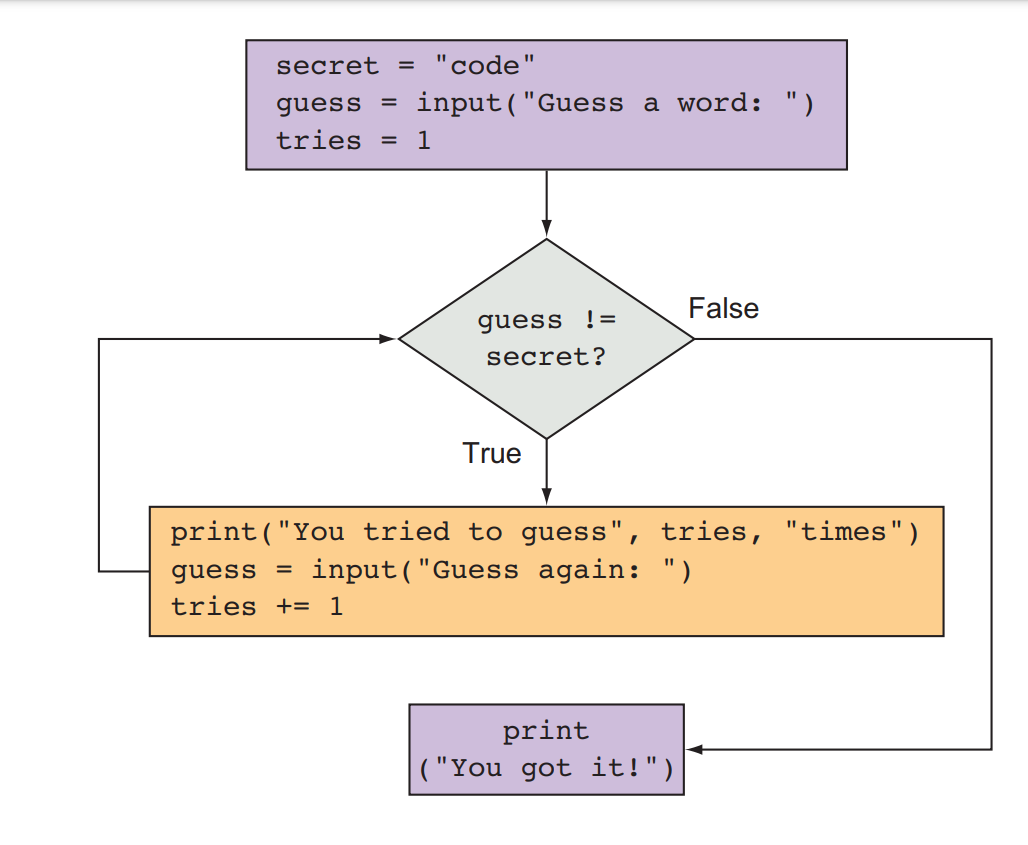 secret = "code"
guess = input("Guess a word: ")
tries = 1
guess !=
secret?
False
True
print("You tried to guess", tries, "times")
guess = input("Guess again: ")
tries += 1
print
("You got it!")